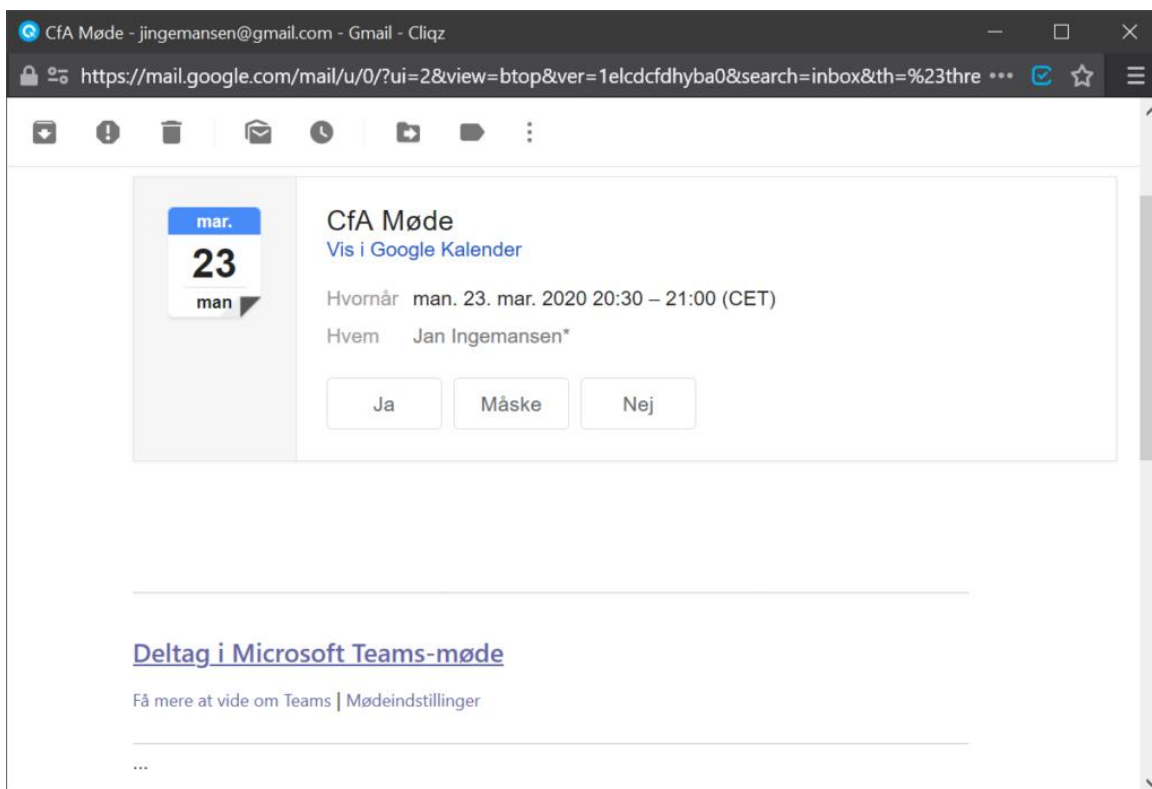 CfA Møde - jingemansen@gmail.com - Gmail - Cliqz
https://mail.google.com/mail/u/0/?ui=2&view=btop&ver=1elcdcfdhyba0&search=inbox&th=%23thre
mar.
23
man
CfA Møde
Vis i Google Kalender
Hvornår man. 23. mar. 2020 20:30 – 21:00 (CET)
Hvem Jan Ingemansen*
Ja Måske Nej
Deltag i Microsoft Teams-møde
Få mere at vide om Teams | Mødeindstillinger
...